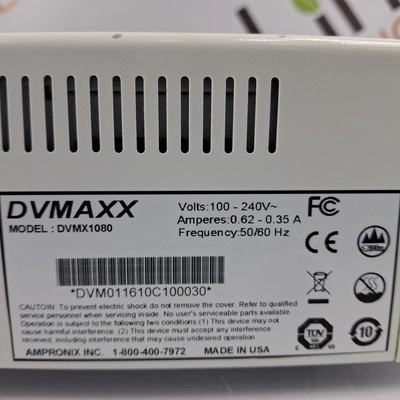 DVMAXX
MODEL : DVMX1080
Volts:100 - 240V~
Amperes:0.62 - 0.35 A
Frequency:50/60 Hz
FC
CE
*DVM011610C100030*
CAUTION: To prevent electric shock do not remove the cover. Refer to qualified
service personnel when servicing. No user's serviceable parts available.
Operation is subject to the following two conditions (1) This device may not
cause harmful interference. (2) This device must accept any interference
received, including interference that may cause undesired operation.
AMPRONIX INC. 1-800-400-7972 MADE IN USA
TÜV
10